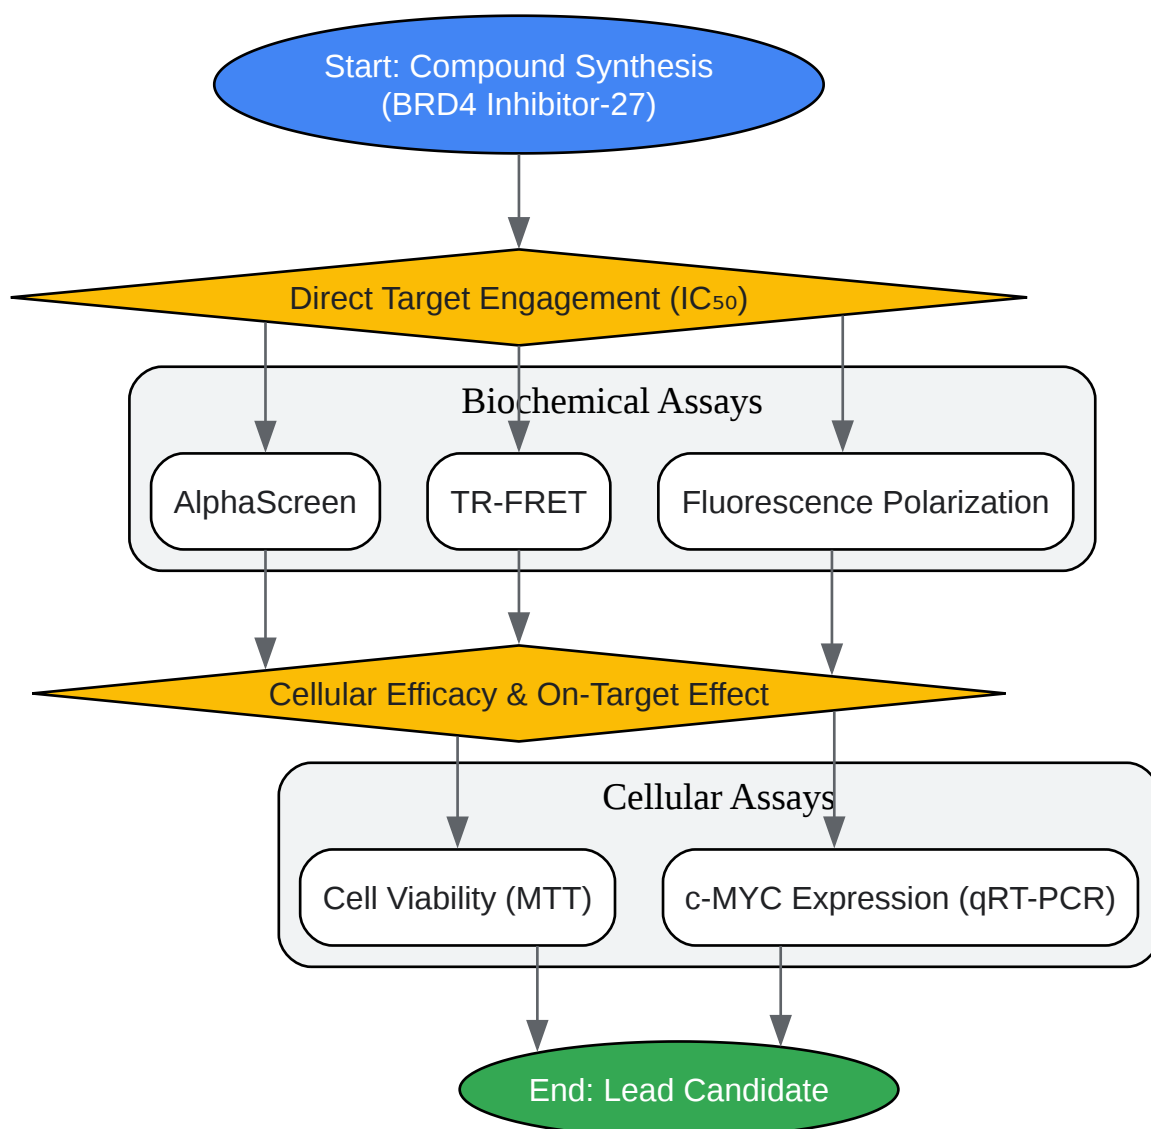 Start: Compound Synthesis
(BRD4 Inhibitor-27)
Direct Target Engagement (IC₅₀)
Biochemical Assays
AlphaScreen
TR-FRET
Fluorescence Polarization
Cellular Efficacy & On-Target Effect
Cellular Assays
Cell Viability (MTT)
c-MYC Expression (qRT-PCR)
End: Lead Candidate